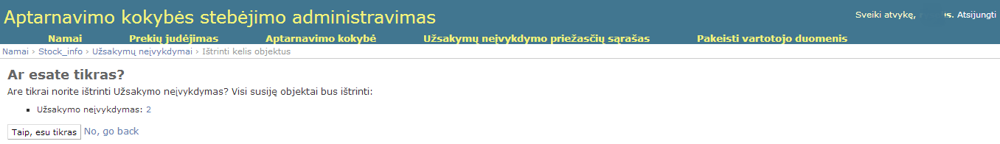 Aptarnavimo kokybės stebėjimo administravimas
Sveiki atvykę, s. Atsijungti
Namai Prekių judėjimas Aptarnavimo kokybė Užsakymų neįvykdymo priežasčių sąrašas Pakeisti vartotojo duomenis
Namai › Stock_info › Užsakymų neįvykdymai › Ištrinti kelis objektus
Ar esate tikras?
Are tikrai norite ištrinti Užsakymo neįvykdymas? Visi susiję objektai bus ištrinti:
Užsakymo neįvykdymas: 2
Taip, esu tikras No, go back